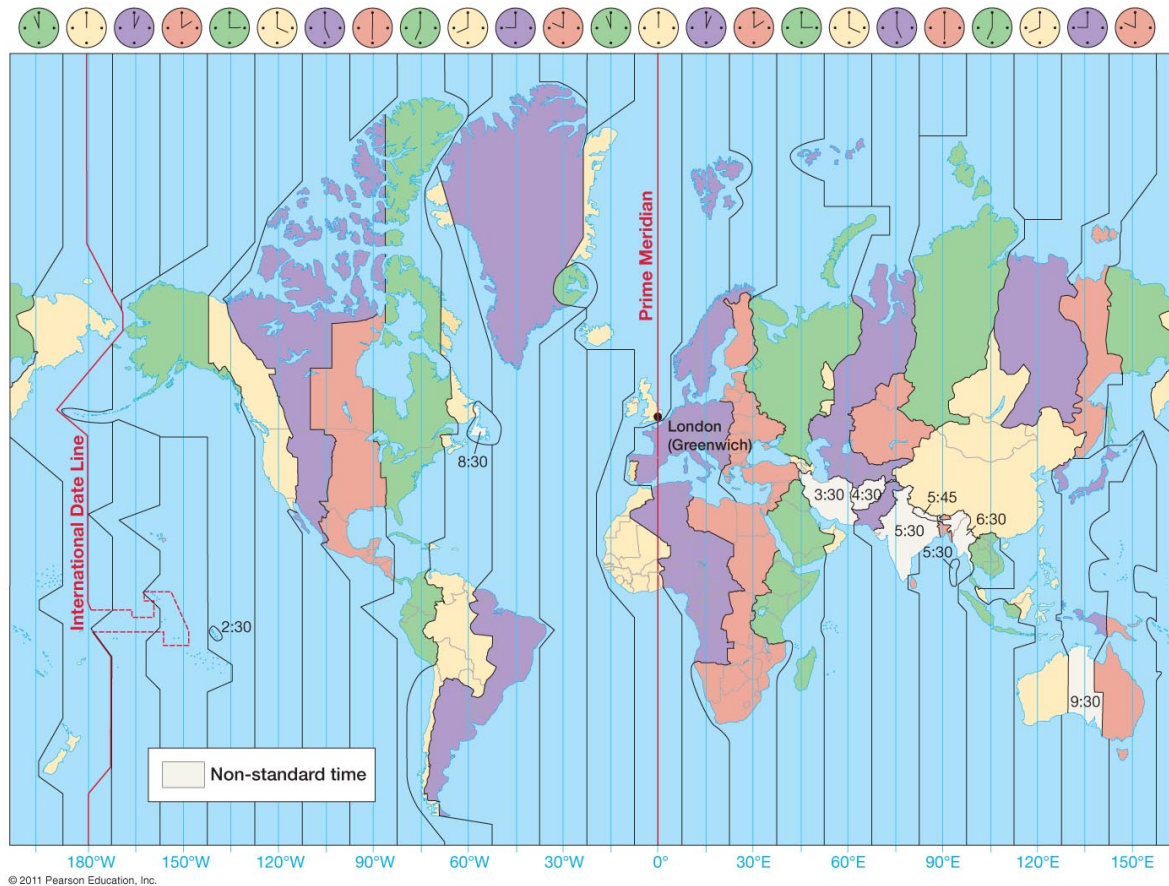 Prime Meridian
London
(Greenwich)
8:30
3:30
4:30
5:45
5:30
6:30
5:30
International Date Line
2:30
9:30
Non-standard time
180°W
150°W
120°W
90°W
60°W
30°W
0°
30°E
60°E
90°E
120°E
150°E
© 2011 Pearson Education, Inc.